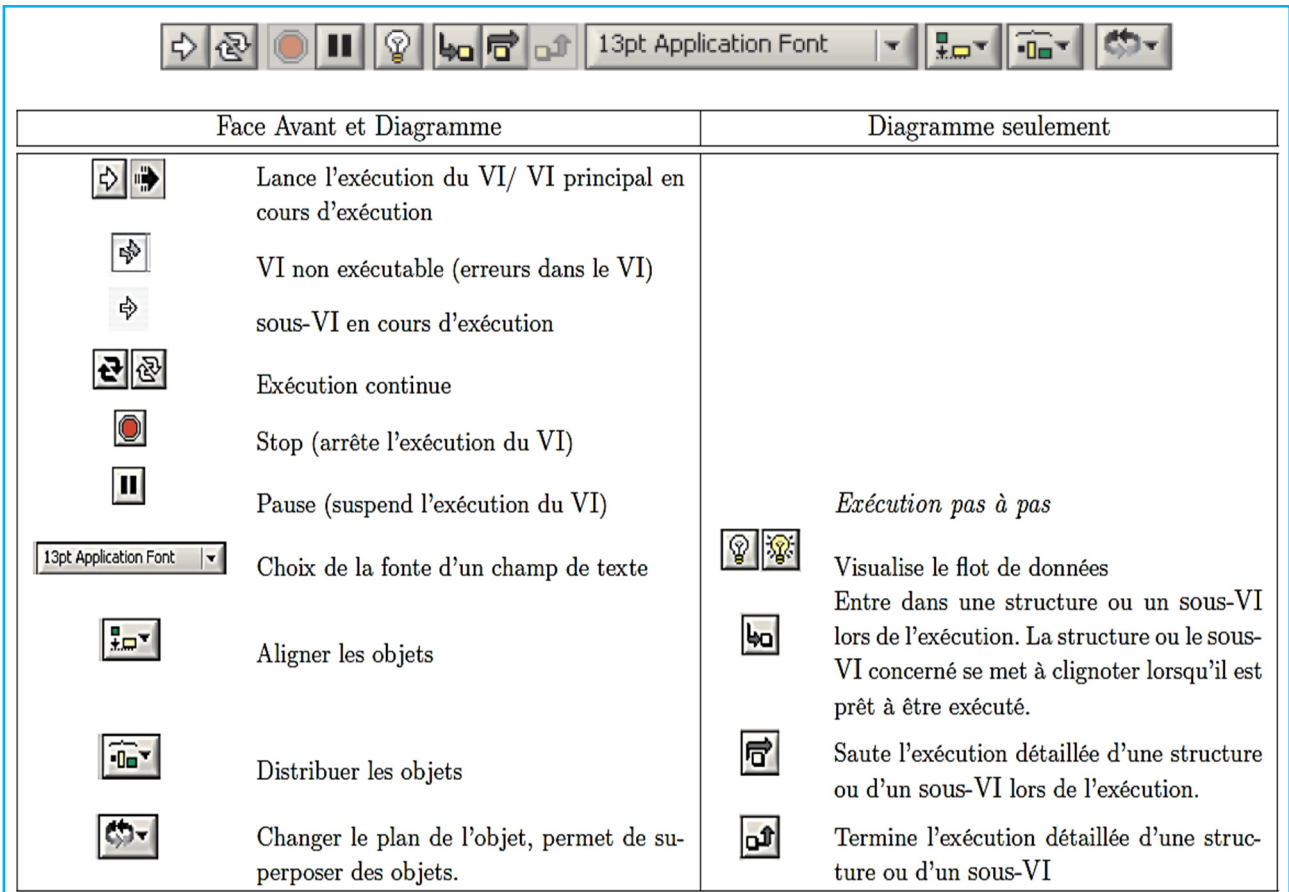 13pt Application Font
Face Avant et Diagramme
Diagramme seulement
Lance l'exécution du VI/ VI principal en
cours d'exécution
VI non exécutable (erreurs dans le VI)
sous-VI en cours d'exécution
Exécution continue
Stop (arrête l'exécution du VI)
Pause (suspend l'exécution du VI)
13pt Application Font
Choix de la fonte d'un champ de texte
Aligner les objets
Distribuer les objets
Changer le plan de l'objet, permet de su-
perposer des objets.
Exécution pas à pas
Visualise le flot de données
Entre dans une structure ou un sous-VI
lors de l'exécution. La structure ou le sous-
VI concerné se met à clignoter lorsqu'il est
prêt à être exécuté.
Saute l'exécution détaillée d'une structure
ou d'un sous-VI lors de l'exécution.
Termine l'exécution détaillée d'une struc-
ture ou d'un sous-VI